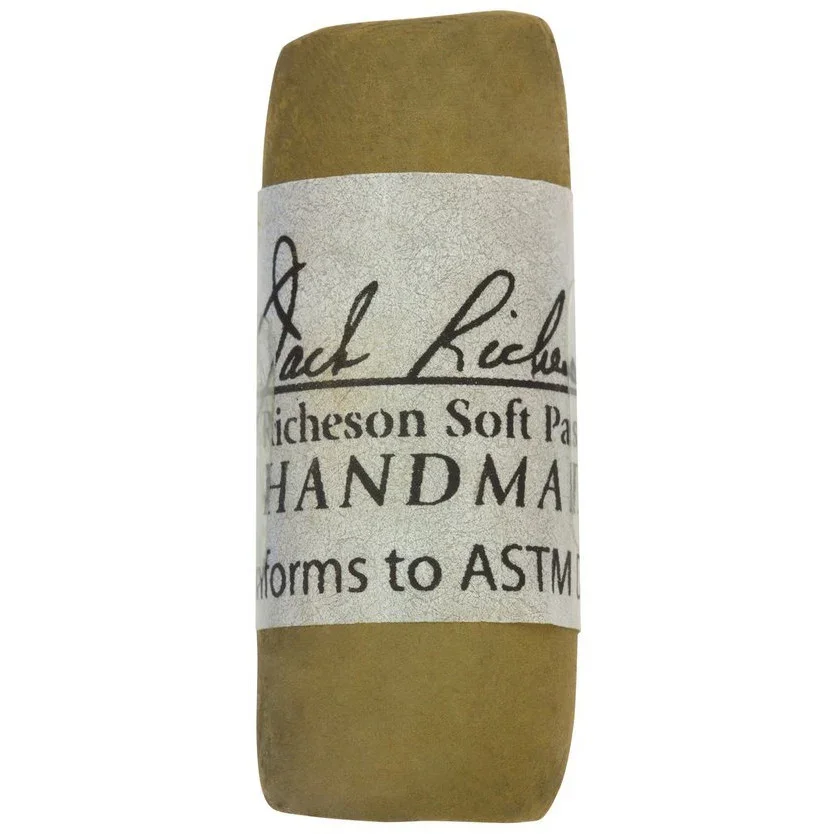 Jack Riches
Richeson Soft Pas
HANDMA
nforms to ASTM D